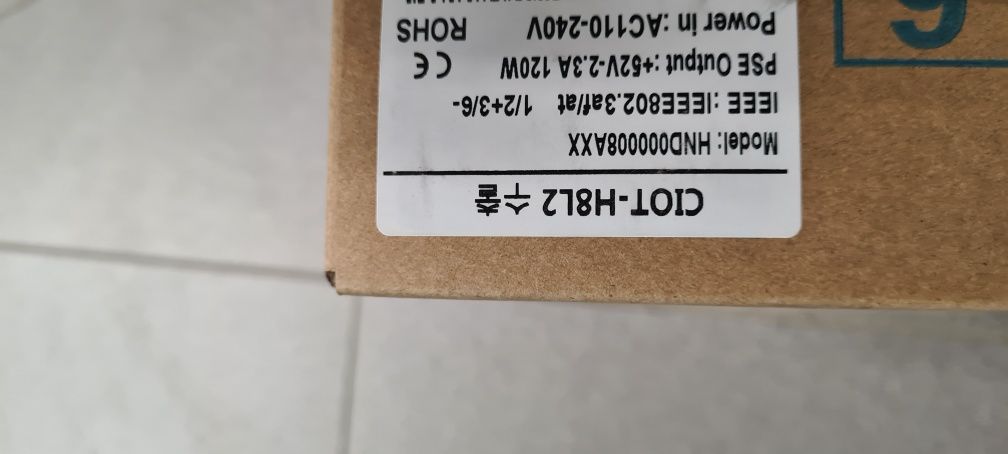 CIOT-H8L2 수출
Model: HND000008AXX
IEEE :IEEE802.3af/at 1/2+3/6-
PSE Output :+52V-2.3A 120W CE
Power in : AC110-240V ROHS